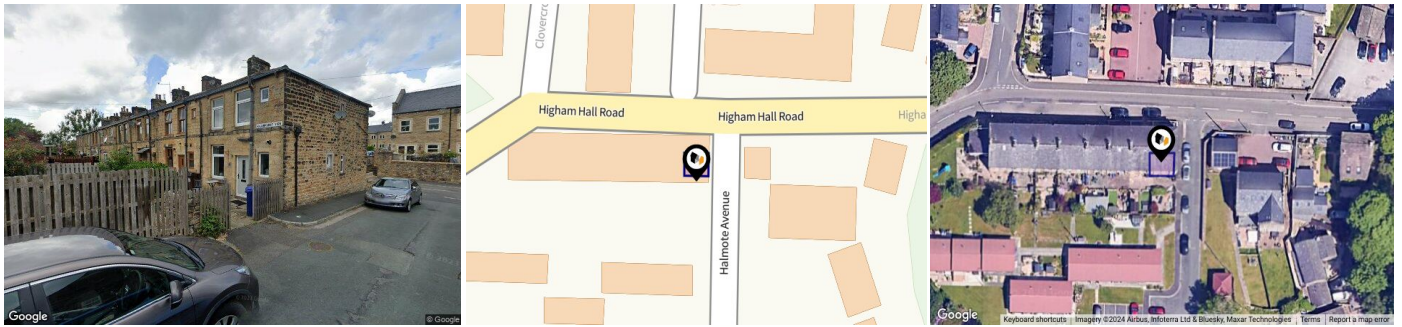 © Google
Clovercro
Higham Hall Road
Higham Hall Road
Higha
Halmote Avenue
Google
Keyboard shortcuts
Imagery ©2024 Airbus, Infoterra Ltd & Bluesky, Maxar Technologies
Terms
Report a map error